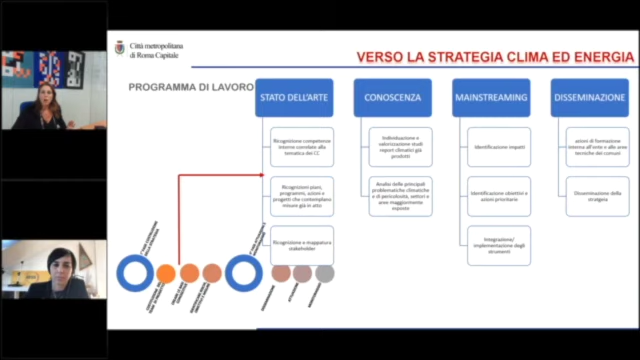 Città metropolitana
di Roma Capitale
VERSO LA STRATEGIA CLIMA ED ENERGIA
PROGRAMMA DI LAVORO
STATO DELL'ARTE
Ricognizione competenze
interne correlate alla
tematica dei CC
Ricognizioni piani,
programmi, azioni e
progetti che contemplano
misure già in atto
Ricognizione e mappatura
stakeholder
CONOSCENZA
Individuazione e
valorizzazione studi
report climatici già
prodotti
Analisi delle principali
problematiche climatiche
e di pericolosità, settori e
aree maggiormente
esposte
MAINSTREAMING
Identificazione impatti
Identificazione obiettivi e
azioni prioritarie
Integrazione/
implementazione degli
strumenti
DISSEMINAZIONE
azioni di formazione
interna all'ente e alle aree
tecniche dei comuni
Disseminazione della
strategia